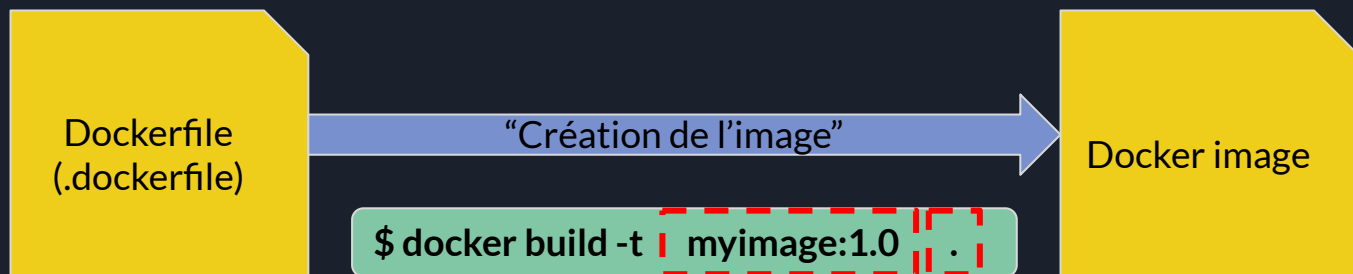 Dockerfile
(.dockerfile)
“Création de l’image”
Docker image
$ docker build -t myimage:1.0 .